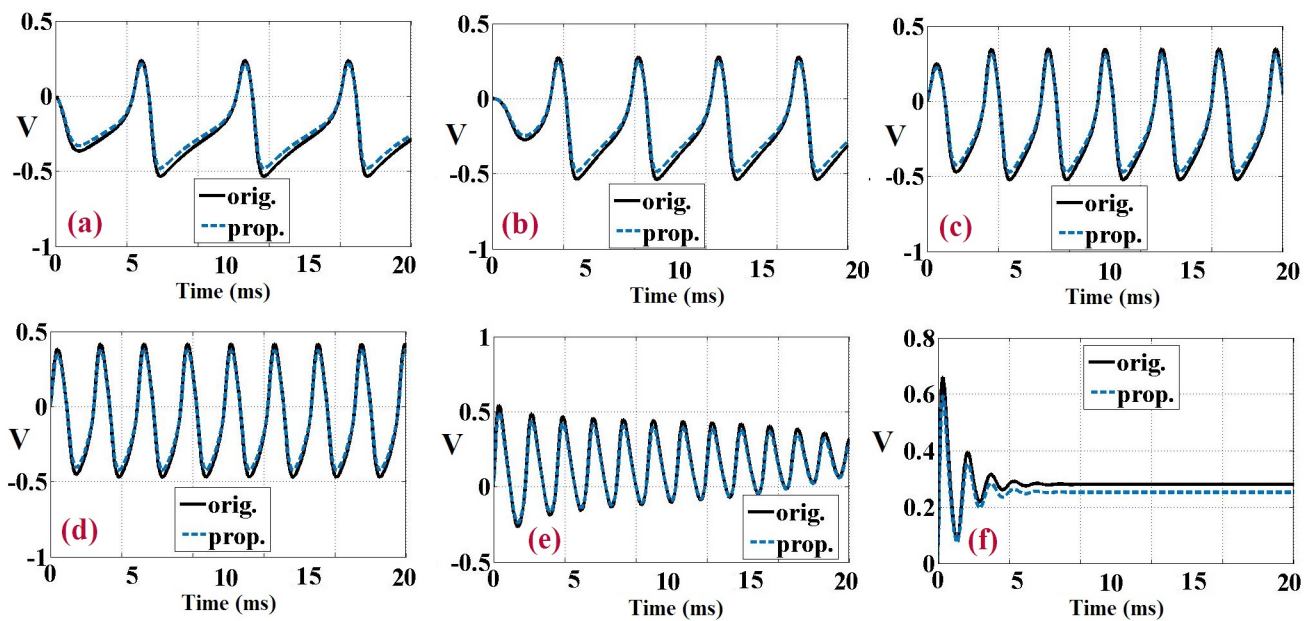 0.5
0
V
-0.5
-1
orig.
prop.
(a)
0 5 10 15 20
Time (ms)
0.5
0
V
-0.5
-1
orig.
prop.
(b)
0 5 10 15 20
Time (ms)
0.5
0
V
-0.5
-1
orig.
prop.
(c)
0 5 10 15 20
Time (ms)
0.5
0
V
-0.5
-1
orig.
prop.
(d)
0 5 10 15 20
Time (ms)
1
0.5
V
0
-0.5
orig.
prop.
(e)
0 5 10 15 20
Time (ms)
0.8
0.6
V
0.4
0.2
0
orig.
prop.
(f)
0 5 10 15 20
Time (ms)